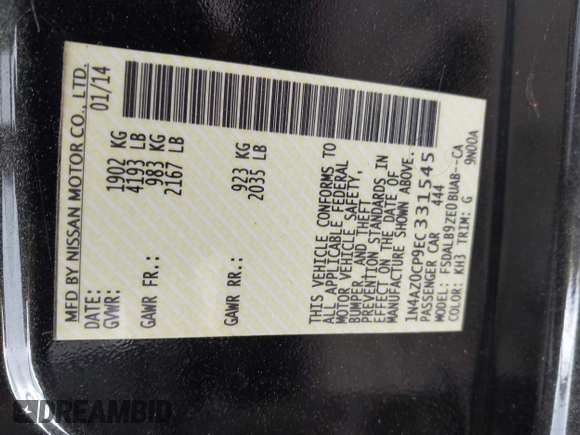 MFD BY NISSAN MOTOR CO., LTD.
DATE: 01/14
GVWR: 1902 KG
4193 LB
GAWR FR: 983 KG
2167 LB
GAWR RR: 923 KG
2035 LB
THIS VEHICLE CONFORMS TO
ALL APPLICABLE FEDERAL
MOTOR VEHICLE SAFETY,
BUMPER, AND THEFT
PREVENTION STANDARDS IN
EFFECT ON THE DATE OF
MANUFACTURE SHOWN ABOVE.
1N4AZ0CP9EC331545
PASSENGER CAR 444
MODEL: FSDALB9ZE0BUAB--CA
COLOR: KH3 TRIM: G 9N00A
DREAMBID